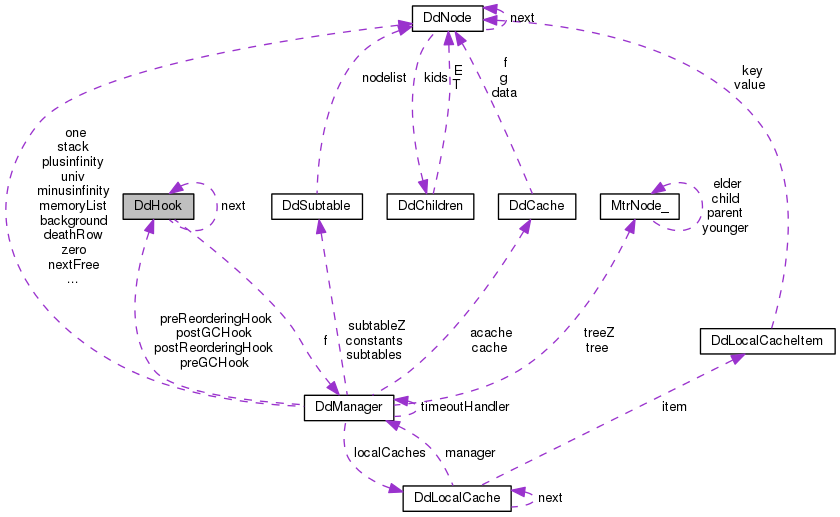 DdNode
next
nodelist
kids
E
T
f
g
data
key
value
one
stack
plusinfinity
univ
minusinfinity
memoryList
background
deathRow
zero
nextFree
...
DdHook
next
DdSubtable
DdChildren
DdCache
MtrNode_
elder
child
parent
younger
preReorderingHook
postGCHook
postReorderingHook
preGCHook
f
subtableZ
constants
subtables
acache
cache
treeZ
tree
DdLocalCacheItem
DdManager
timeoutHandler
item
localCaches
manager
DdLocalCache
next